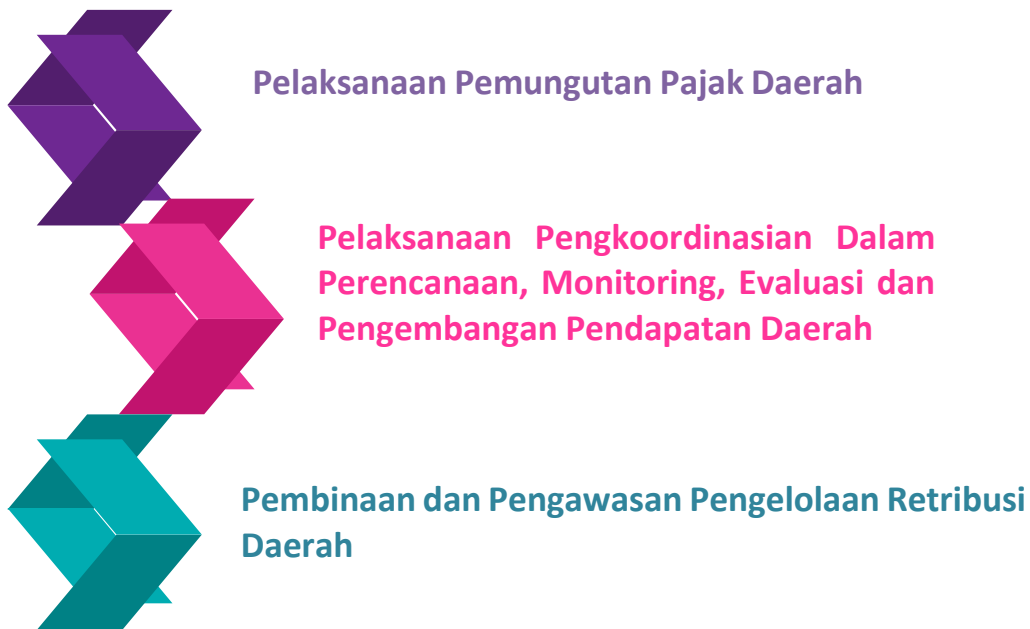 Pelaksanaan Pemungutan Pajak Daerah
Pelaksanaan Pengkoordinasian Dalam
Perencanaan, Monitoring, Evaluasi dan
Pengembangan Pendapatan Daerah
Pembinaan dan Pengawasan Pengelolaan Retribusi
Daerah